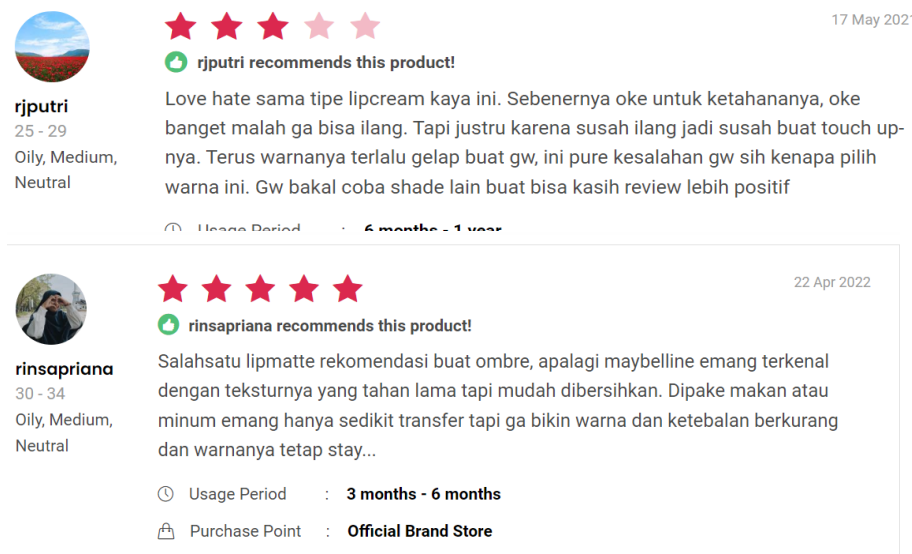 17 May 2021
rjputri recommends this product!
rjputri
25 - 29
Oily, Medium,
Neutral
Love hate sama tipe lipcream kaya ini. Sebenernya oke untuk ketahananya, oke
banget malah ga bisa ilang. Tapi justru karena susah ilang jadi susah buat touch up-
nya. Terus warnanya terlalu gelap buat gw, ini pure kesalahan gw sih kenapa pilih
warna ini. Gw bakal coba shade lain buat bisa kasih review lebih positif
Usage Period : 6 months - 1 year
22 Apr 2022
rinsapriana recommends this product!
rinsapriana
30 - 34
Oily, Medium,
Neutral
Salahsatu lipmatte rekomendasi buat ombre, apalagi maybelline emang terkenal
dengan teksturnya yang tahan lama tapi mudah dibersihkan. Dipake makan atau
minum emang hanya sedikit transfer tapi ga bikin warna dan ketebalan berkurang
dan warnanya tetap stay...
Usage Period : 3 months - 6 months
Purchase Point : Official Brand Store